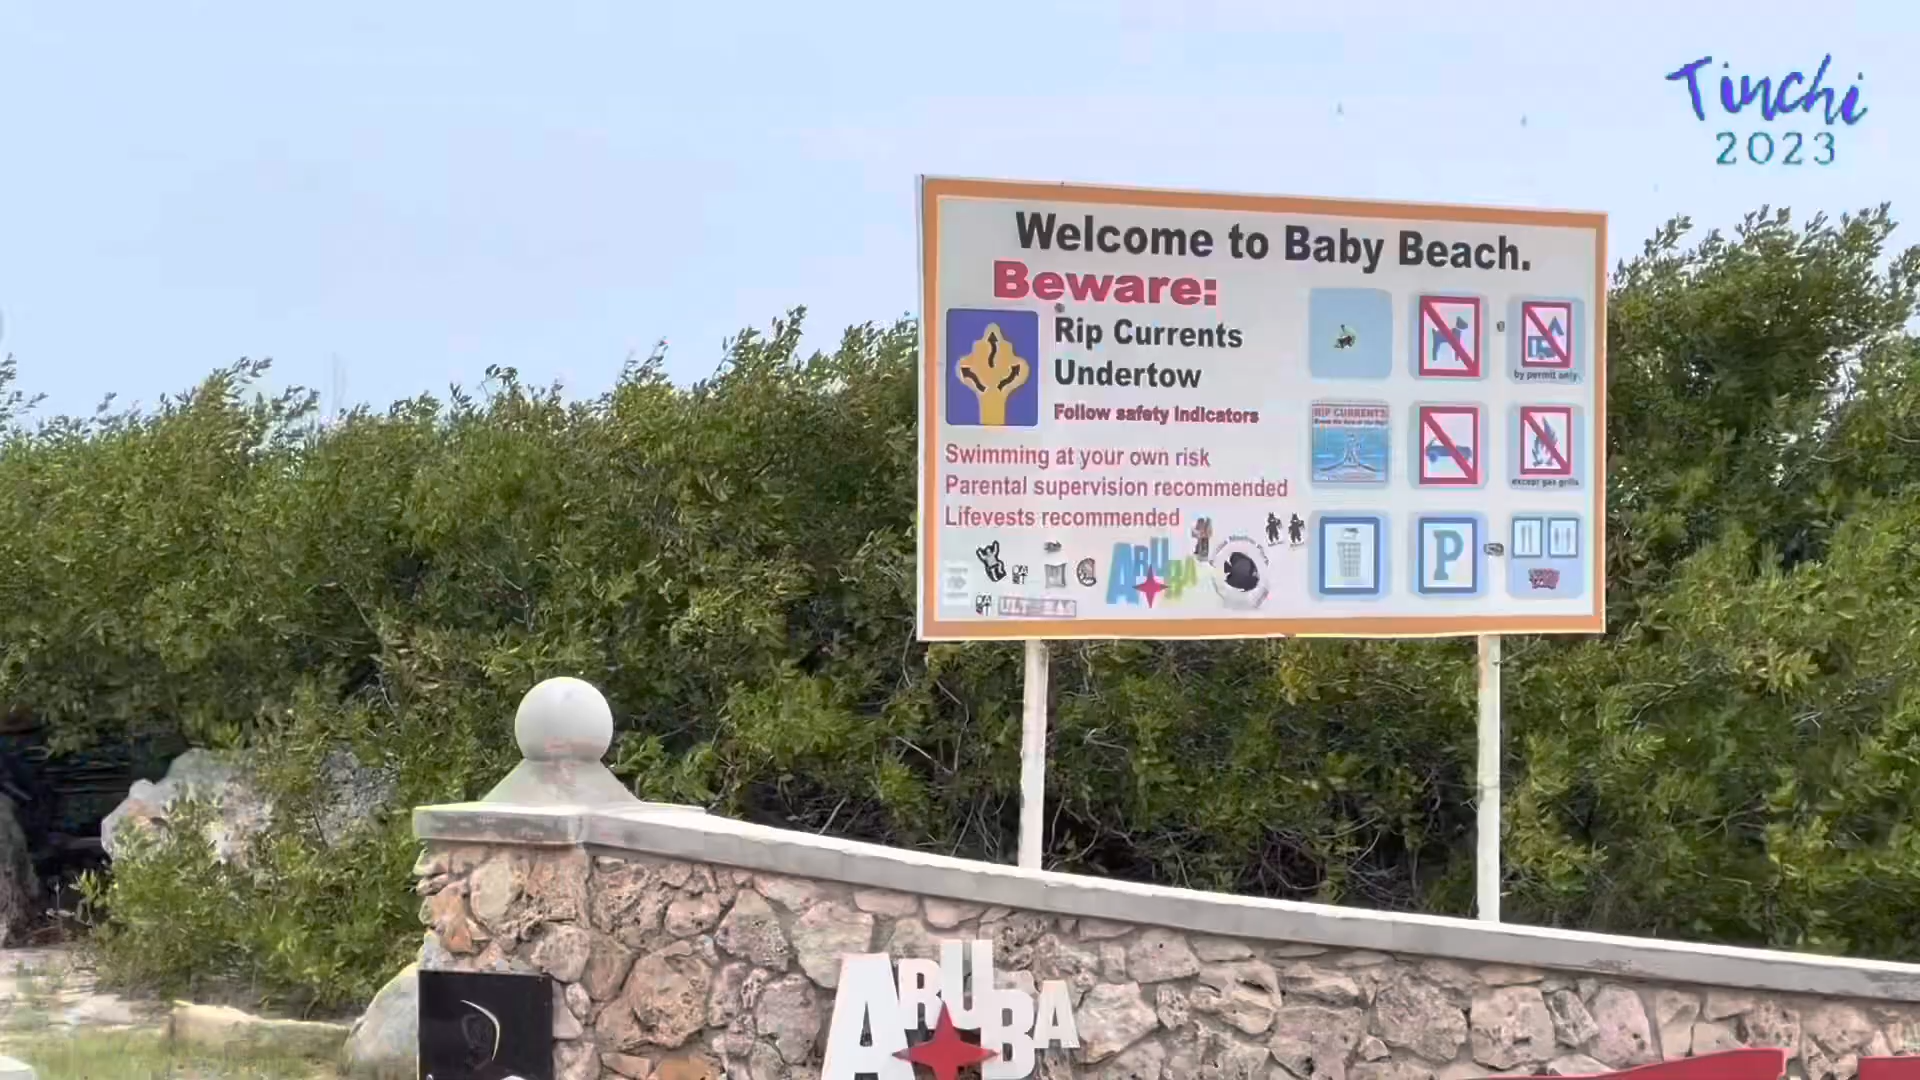 Tinchi
2023
Welcome to Baby Beach.
Beware:
Rip Currents
Undertow
Follow safety indicators
Swimming at your own risk
Parental supervision recommended
Lifevests recommended
by permit only
RIP CURRENTS
except gas grills
P
ARUBA
ARUBA